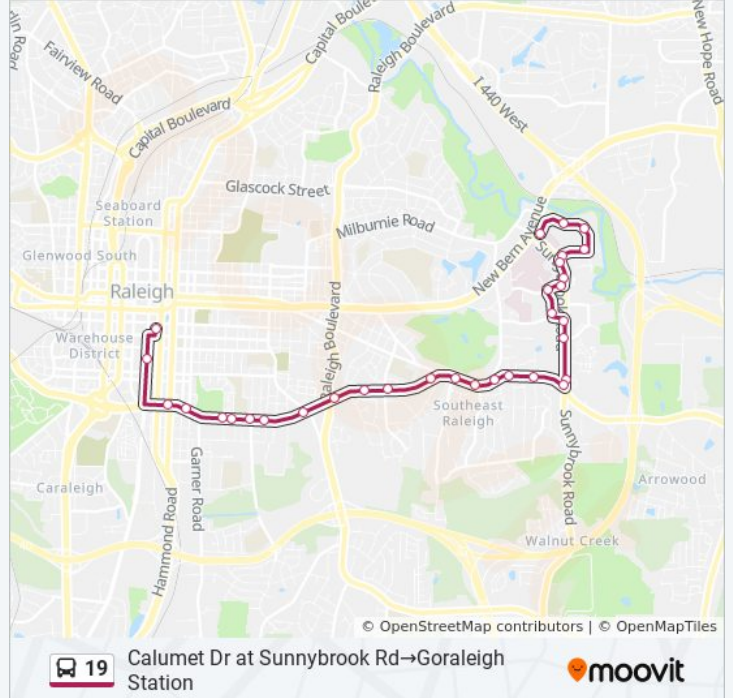 lin Road
Fairview Road
Capital Boule
Raleigh Boulevard
New Hope Road
I 440 West
Capital Boulevard
Glascock Street
Seaboard
Station
Milburnie Road
New Bern Avenue
Glenwood South
Raleigh
Warehouse
District
Raleigh Boulevard
Southeast
Raleigh
Sunnybrook Road
Garner Road
Caraleigh
Arrowood
Hammond Road
Walnut Creek
© OpenStreetMap contributors | © OpenMapTiles
19
Calumet Dr at Sunnybrook Rd→Goraleigh
Station
moovit